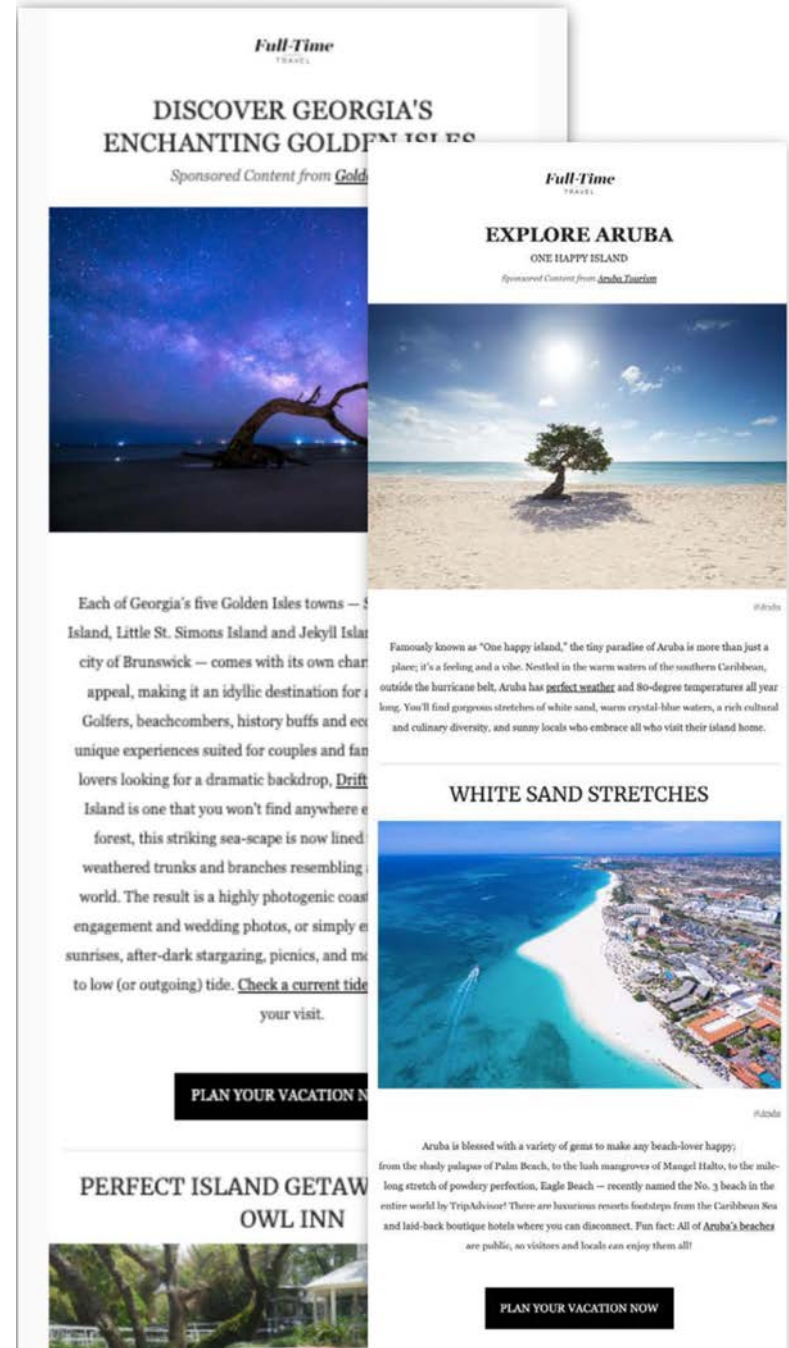 Full-Time
TRAVEL
DISCOVER GEORGIA'S
ENCHANTING GOLDEN ISLES
Sponsored Content from
Each of Georgia's five Golden Isles towns —
Island, Little St. Simons Island and Jekyll
city of Brunswick — comes with its own
appeal, making it an idyllic destination for
Golfers, beachcombers, history buffs and
unique experiences suited for couples and
lovers looking for a dramatic backdrop,
Island is one that you won't find anywhere
forest, this striking sea-scape is now lined
weathered trunks and branches resembling
world. The result is a highly photogenic
engagement and wedding photos, or simply
sunrises, after-dark stargazing, picnics, and
to low (or outgoing) tide. Check a current tide
your visit.
PLAN YOUR VACATION N
PERFECT ISLAND GETAW
OWL INN
Full-Time
TRAVEL
EXPLORE ARUBA
ONE HAPPY ISLAND
Sponsored Content from Aruba Tourism
@Aruba
Famously known as "One happy island," the tiny paradise of Aruba is more than just a
place; it's a feeling and a vibe. Nestled in the warm waters of the southern Caribbean,
outside the hurricane belt, Aruba has perfect weather and 80-degree temperatures all year
long. You'll find gorgeous stretches of white sand, warm crystal-blue waters, a rich cultural
and culinary diversity, and sunny locals who embrace all who visit their island home.
WHITE SAND STRETCHES
@Aruba
Aruba is blessed with a variety of gems to make any beach-lover happy;
from the shady palapas of Palm Beach, to the lush mangroves of Mangel Halto, to the mile-
long stretch of powdery perfection, Eagle Beach — recently named the No. 3 beach in the
entire world by TripAdvisor! There are luxurious resorts footsteps from the Caribbean Sea
and laid-back boutique hotels where you can disconnect. Fun fact: All of Aruba's beaches
are public, so visitors and locals can enjoy them all!
PLAN YOUR VACATION NOW